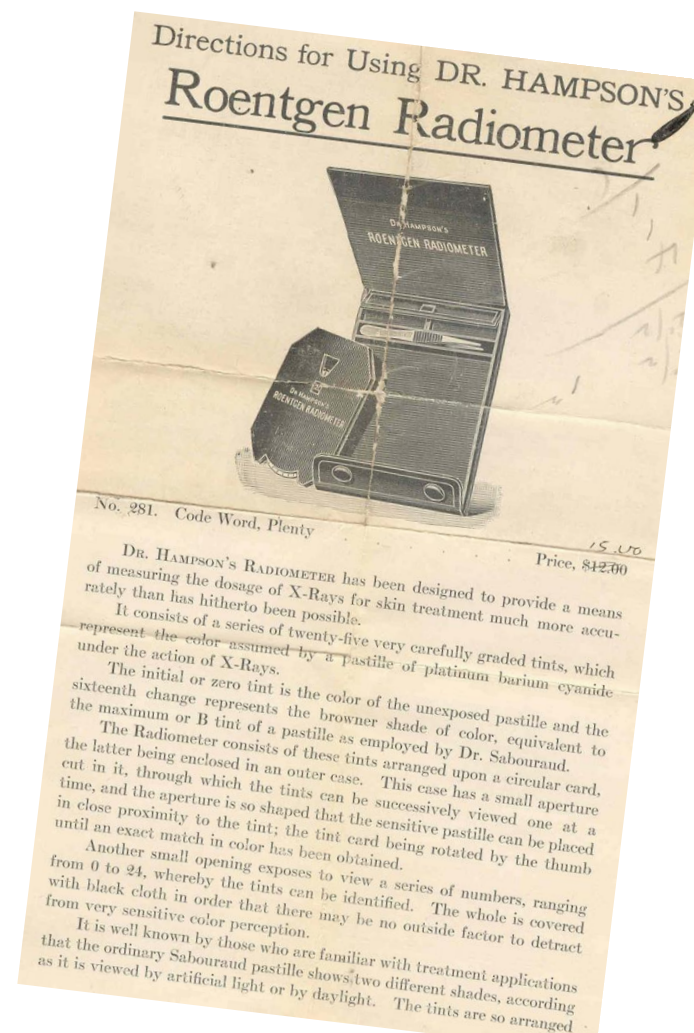 Directions for Using DR. HAMPSON'S
Roentgen Radiometer
DR. HAMPSON'S
ROENTGEN RADIOMETER
DR HAMPSON'S
ROENTGEN RADIOMETER
No. 281. Code Word, Plenty
15.00
Price, $12.00
DR. HAMPSON'S RADIOMETER has been designed to provide a means
of measuring the dosage of X-Rays for skin treatment much more accu-
rately than has hitherto been possible.
It consists of a series of twenty-five very carefully graded tints, which
represent the color assumed by a pastille of platinum barium cyanide
under the action of X-Rays.
The initial or zero tint is the color of the unexposed pastille and the
sixteenth change represents the browner shade of color, equivalent to
the maximum or B tint of a pastille as employed by Dr. Sabouraud.
The Radiometer consists of these tints arranged upon a circular card,
the latter being enclosed in an outer case. This case has a small aperture
cut in it, through which the tints can be successively viewed one at a
time, and the aperture is so shaped that the sensitive pastille can be placed
in close proximity to the tint; the tint card being rotated by the thumb
until an exact match in color has been obtained.
Another small opening exposes to view a series of numbers, ranging
from 0 to 24, whereby the tints can be identified. The whole is covered
with black cloth in order that there may be no outside factor to detract
from very sensitive color perception.
It is well known by those who are familiar with treatment applications
that the ordinary Sabouraud pastille shows two different shades, according
as it is viewed by artificial light or by daylight. The tints are so arranged